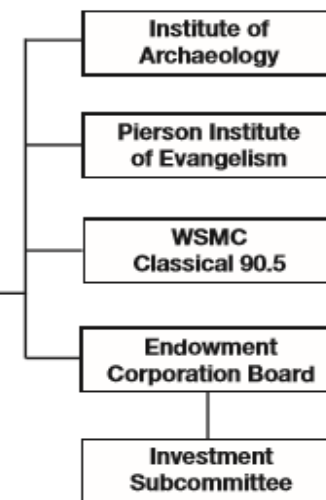 Institute of
Archaeology
Pierson Institute
of Evangelism
WSMC
Classical 90.5
Endowment
Corporation Board
Investment
Subcommittee